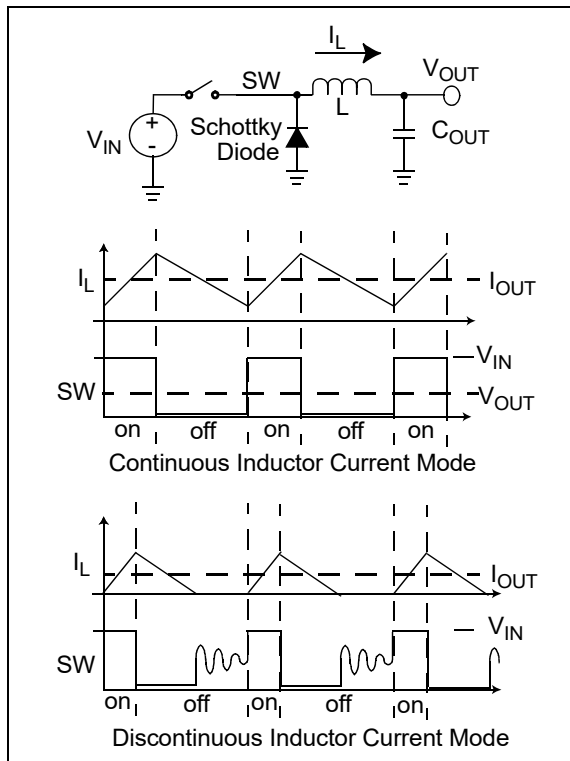 I_L
V_OUT
SW
L
Schottky
Diode
C_OUT
V_IN
+
-
I_L
I_OUT
V_IN
SW
V_OUT
on off on off on
Continuous Inductor Current Mode
I_L
I_OUT
V_IN
SW
on off on off on
Discontinuous Inductor Current Mode